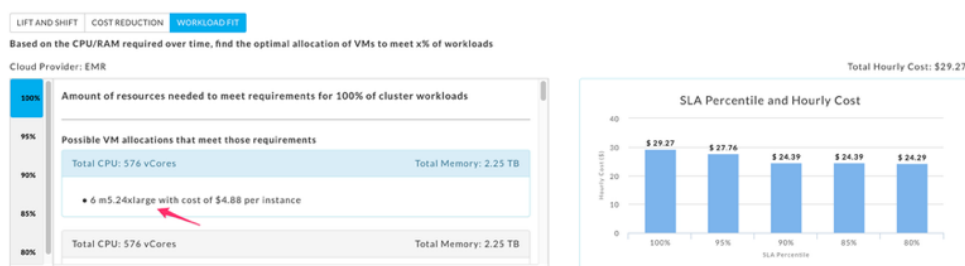 LIFT AND SHIFT COST REDUCTION WORKLOAD FIT
Based on the CPU/RAM required over time, find the optimal allocation of VMs to meet x% of workloads
Cloud Provider: EMR
Total Hourly Cost: $29.27
100%
95%
90%
85%
80%
Amount of resources needed to meet requirements for 100% of cluster workloads
Possible VM allocations that meet those requirements
Total CPU: 576 vCores Total Memory: 2.25 TB
• 6 m5.24xlarge with cost of $4.88 per instance
Total CPU: 576 vCores Total Memory: 2.25 TB
SLA Percentile and Hourly Cost
Hourly Cost ($)
40
30
20
10
0
$ 29.27 $ 27.76 $ 24.39 $ 24.39 $ 24.29
100% 95% 90% 85% 80%
SLA Percentile